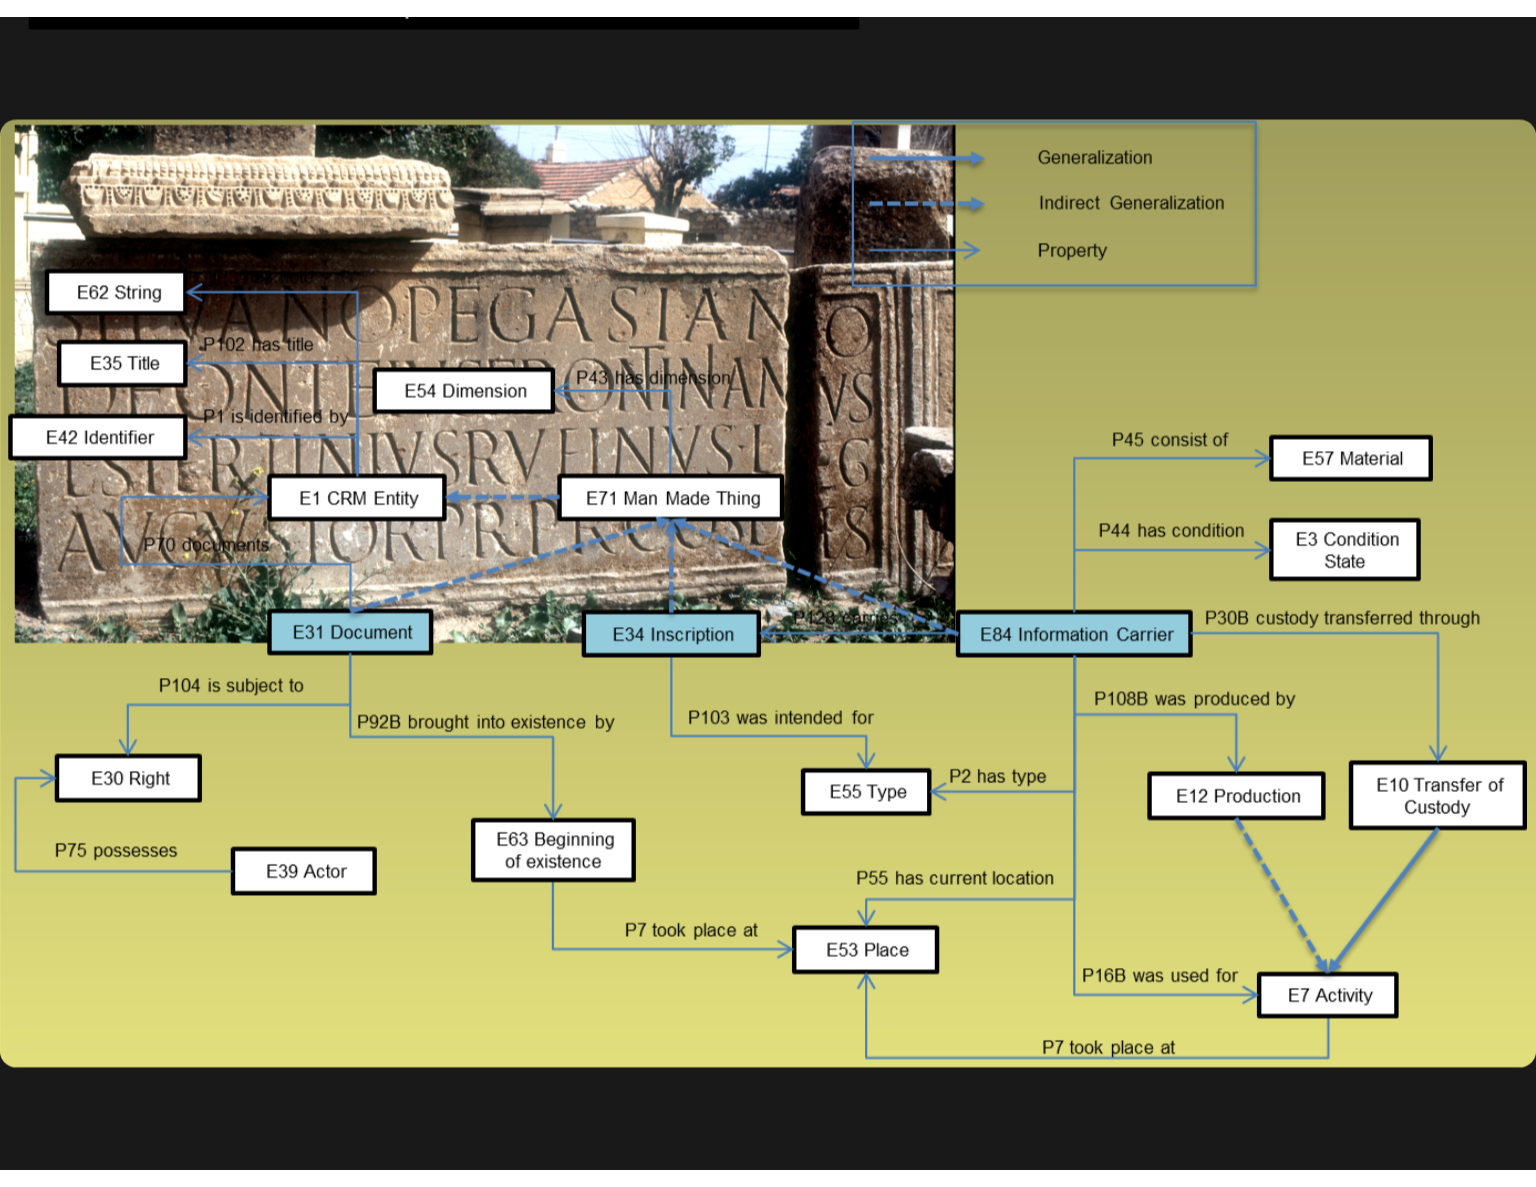 Generalization
Indirect Generalization
Property
E62 String
P102 has title
E35 Title
E54 Dimension
P43 has dimension
P1 is identified by
E42 Identifier
P45 consist of
E57 Material
E1 CRM Entity
E71 Man Made Thing
P44 has condition
E3 Condition
State
P70 documents
E31 Document
E34 Inscription
P128 carries
E84 Information Carrier
P30B custody transferred through
P104 is subject to
P92B brought into existence by
P103 was intended for
P108B was produced by
E30 Right
E55 Type
P2 has type
E12 Production
E10 Transfer of
Custody
P75 possesses
E39 Actor
E63 Beginning
of existence
P55 has current location
P7 took place at
E53 Place
P16B was used for
E7 Activity
P7 took place at
PEGASIAN